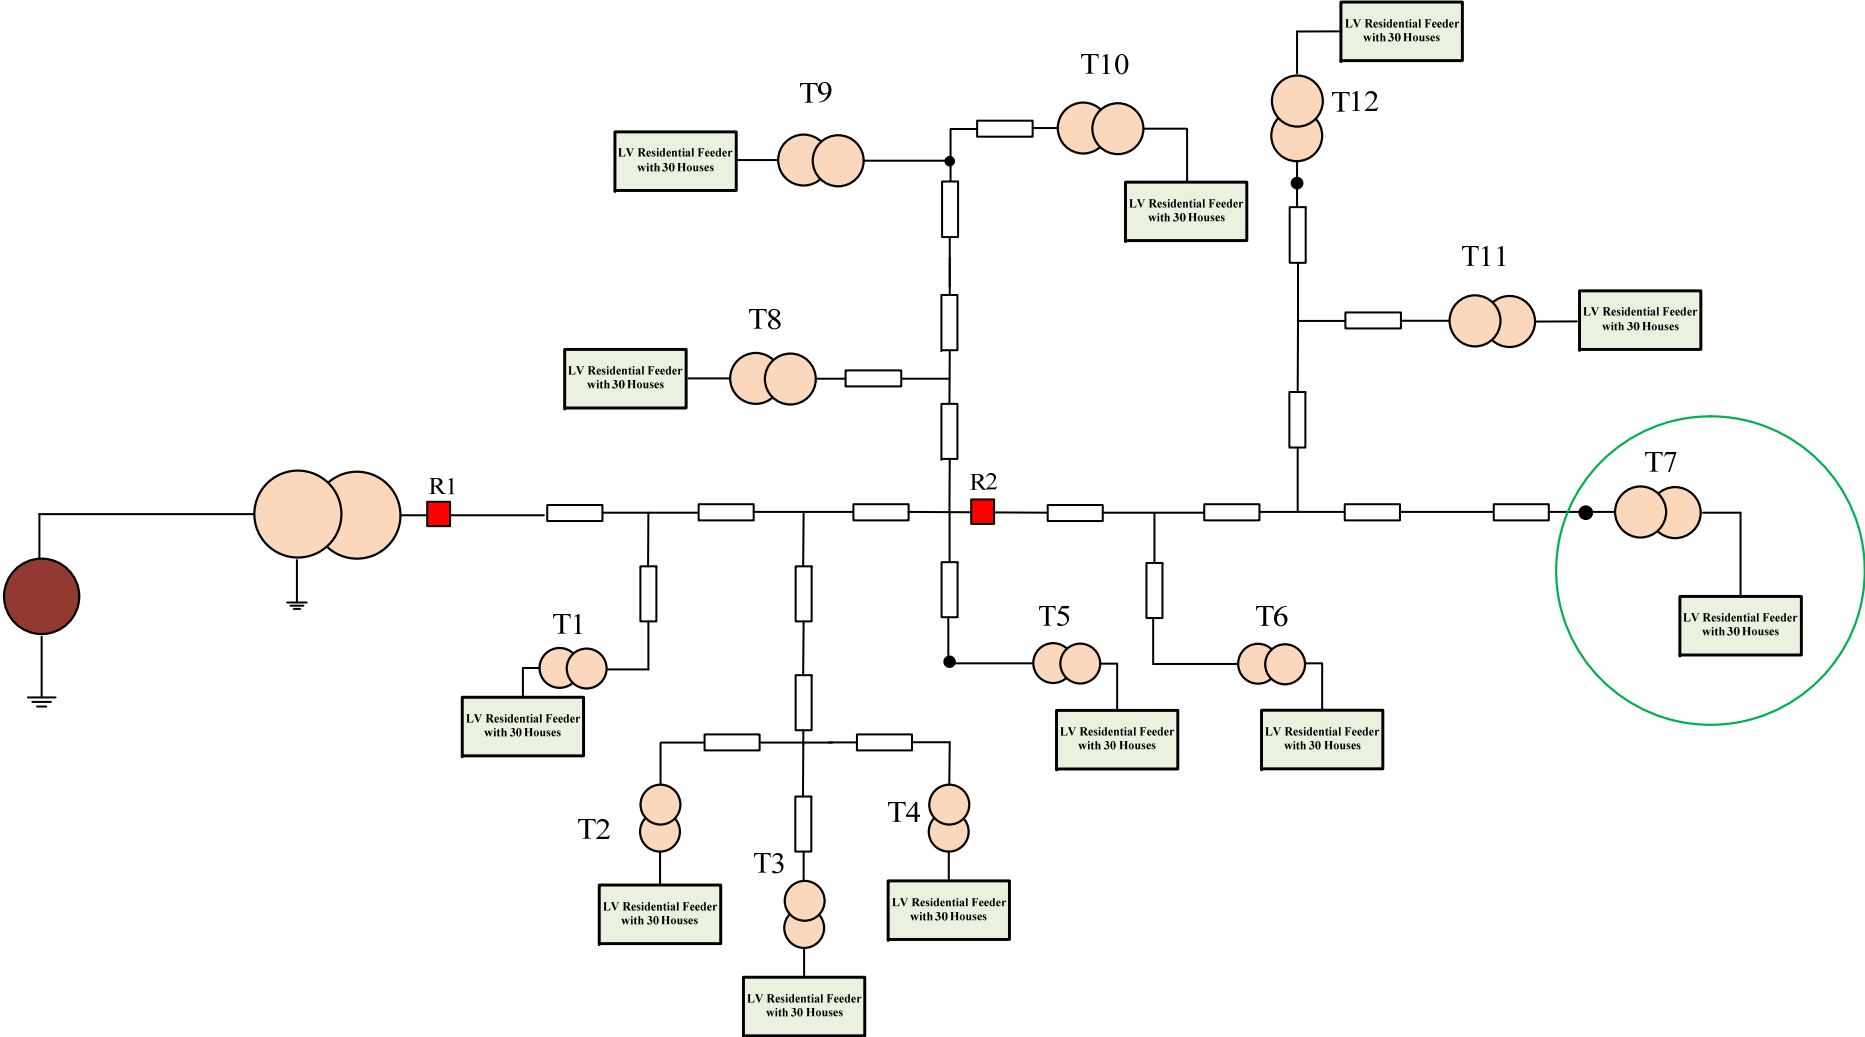 LV Residential Feeder
with 30 Houses
T10
T9
T12
LV Residential Feeder
with 30 Houses
LV Residential Feeder
with 30 Houses
T11
T8
LV Residential Feeder
with 30 Houses
LV Residential Feeder
with 30 Houses
T7
R1
R2
T1
T5
T6
LV Residential Feeder
with 30 Houses
LV Residential Feeder
with 30 Houses
LV Residential Feeder
with 30 Houses
LV Residential Feeder
with 30 Houses
T2
T4
T3
LV Residential Feeder
with 30 Houses
LV Residential Feeder
with 30 Houses
LV Residential Feeder
with 30 Houses